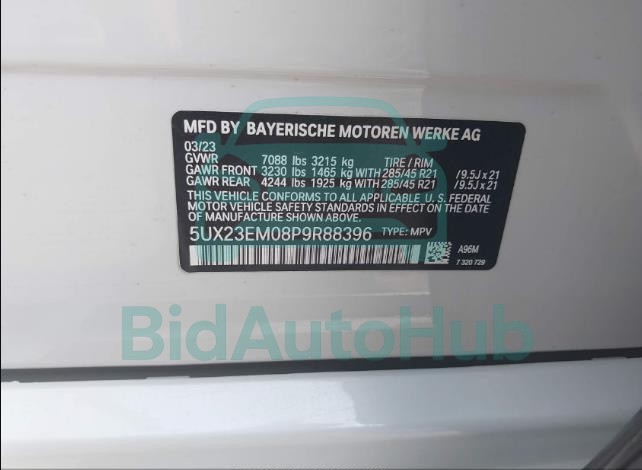 MFD BY BAYERISCHE MOTOREN WERKE AG
03/23
GVWR 7088 lbs 3215 kg TIRE / RIM
GAWR FRONT 3230 lbs 1465 kg WITH 285/45 R21 /9.5J x 21
GAWR REAR 4244 lbs 1925 kg WITH 285/45 R21 /9.5J x 21
THIS VEHICLE CONFORMS TO ALL APPLICABLE U. S. FEDERAL
MOTOR VEHICLE SAFETY STANDARDS IN EFFECT ON THE DATE OF
MANUFACTURE SHOWN ABOVE.
5UX23EM08P9R88396 TYPE: MPV
A96M
7 320 729
BidAutoHub